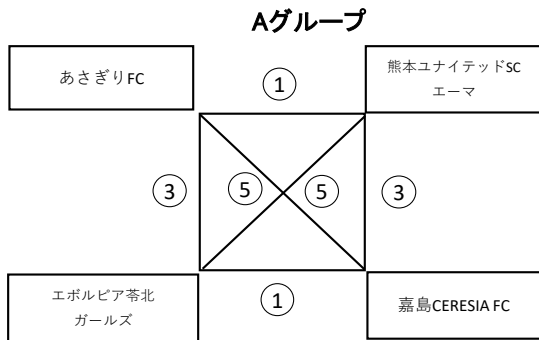 Aグループ
あさぎりFC
熊本ユナイテッドSC
エーマ
①
③
⑤
⑤
③
エボルピア苓北
ガールズ
①
嘉島CERESIA FC